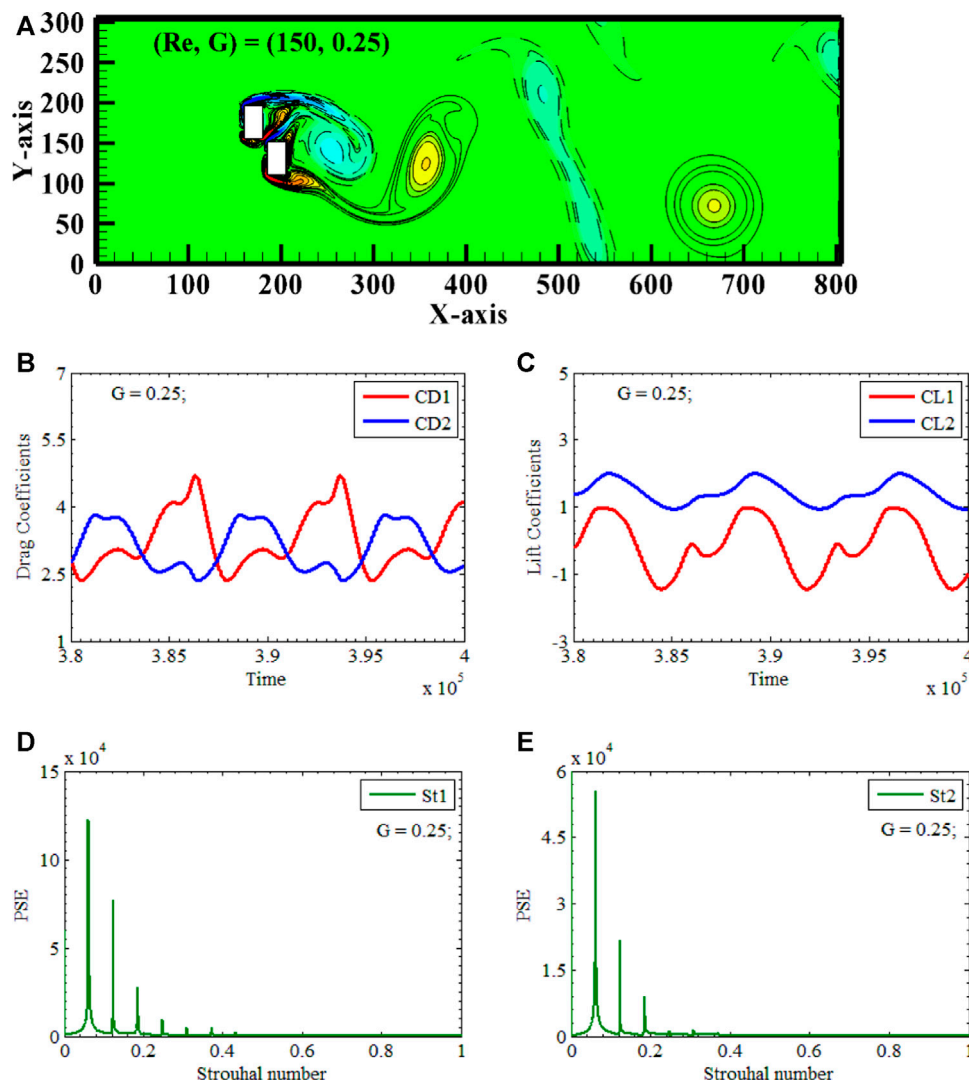 A
(Re, G) = (150, 0.25)
Y-axis
300
250
200
150
100
50
0
0 100 200 300 400 500 600 700 800
X-axis
B
G = 0.25;
CD1
CD2
Drag Coefficients
7
5.5
4
2.5
1
3.8 3.85 3.9 3.95 4
Time
x 10^5
C
G = 0.25;
CL1
CL2
Lift Coefficients
5
3
1
-1
-3
3.8 3.85 3.9 3.95 4
Time
x 10^5
D
x 10^4
St1
G = 0.25;
PSE
15
10
5
0
0 0.2 0.4 0.6 0.8 1
Strouhal number
E
x 10^4
St2
G = 0.25;
PSE
6
4.5
3
1.5
0
0 0.2 0.4 0.6 0.8 1
Strouhal number